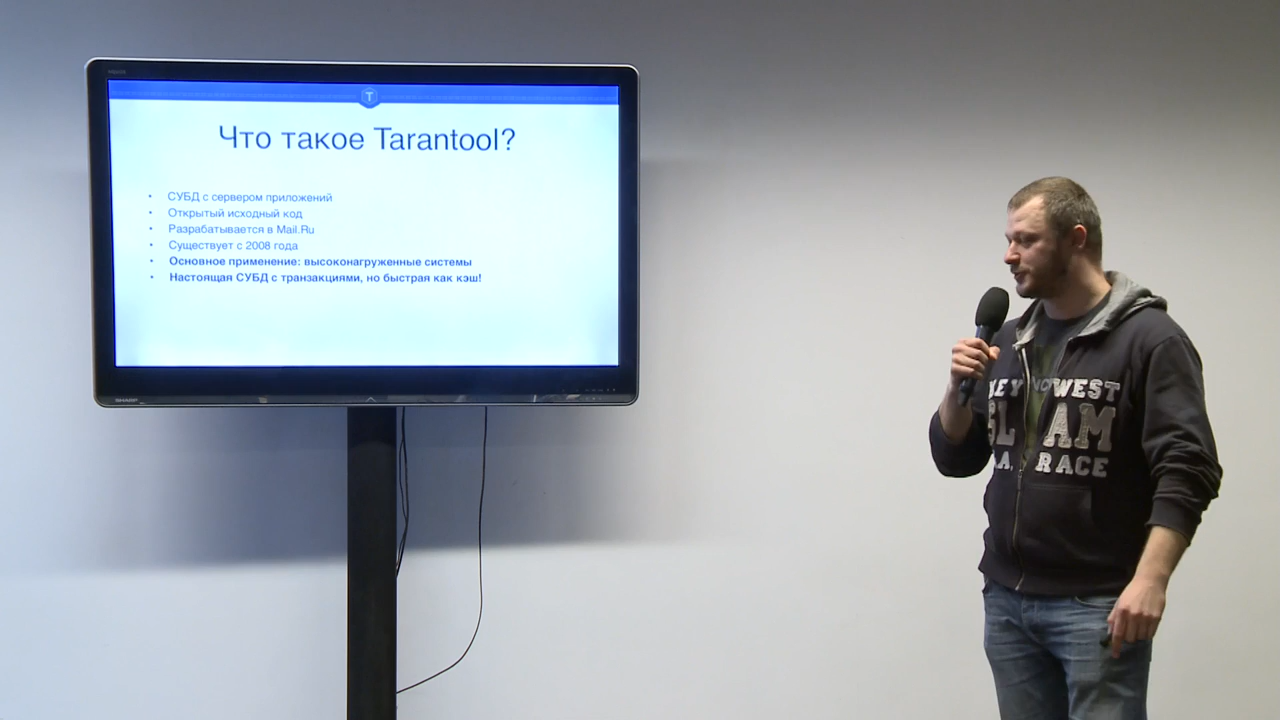 T
Что такое Tarantool?
• СУБД с сервером приложений
• Открытый исходный код
• Разрабатывается в Mail.Ru
• Существует с 2008 года
• Основное применение: высоконагруженные системы
• Настоящая СУБД с транзакциями, но быстрая как кэш!
SHARP
WEST
AM
RACE